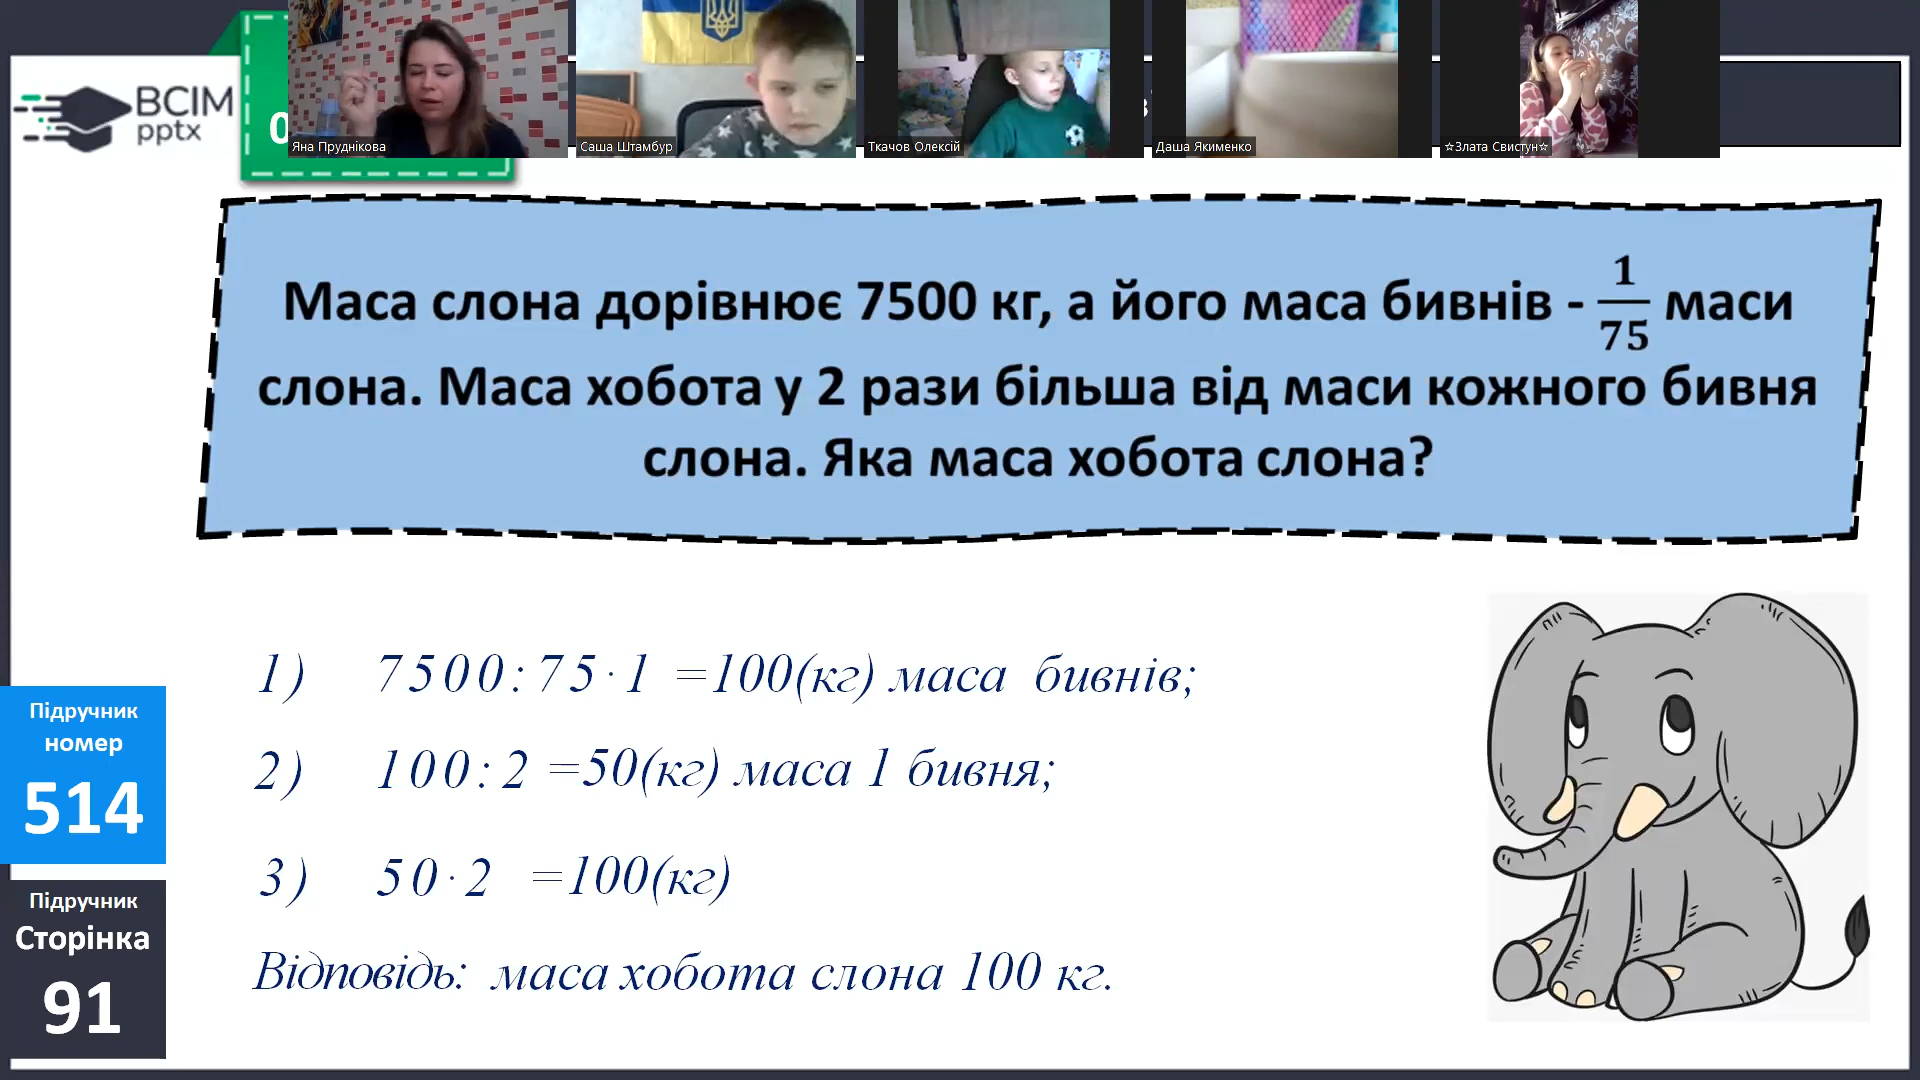 BCIM
pptx
0
Яна Пруднікова
Саша Штамбур
Ткачов Олексій
Даша Якименко
☆Злата Свистун☆
Маса слона дорівнює 7500 кг, а його маса бивнів - 1/75 маси
слона. Маса хобота у 2 рази більша від маси кожного бивня
слона. Яка маса хобота слона?
1) 7500:75·1 =100(кг) маса бивнів;
2) 100:2 =50(кг) маса 1 бивня;
3) 50·2 =100(кг)
Відповідь: маса хобота слона 100 кг.
Підручник
номер
514
Підручник
Сторінка
91